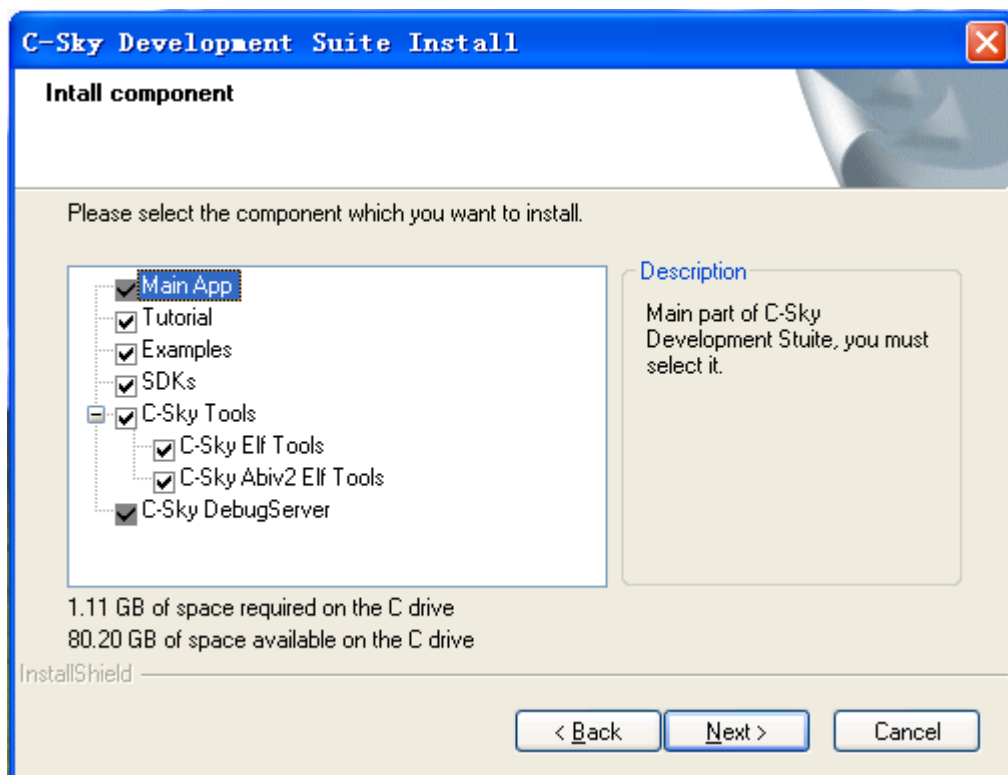 C-Sky Development Suite Install
Intall component
Please select the component which you want to install.
Main App
Tutorial
Examples
SDKs
C-Sky Tools
C-Sky Elf Tools
C-Sky Abiv2 Elf Tools
C-Sky DebugServer
Description
Main part of C-Sky
Development Stuite, you must
select it.
1.11 GB of space required on the C drive
80.20 GB of space available on the C drive
InstallShield
< Back
Next >
Cancel